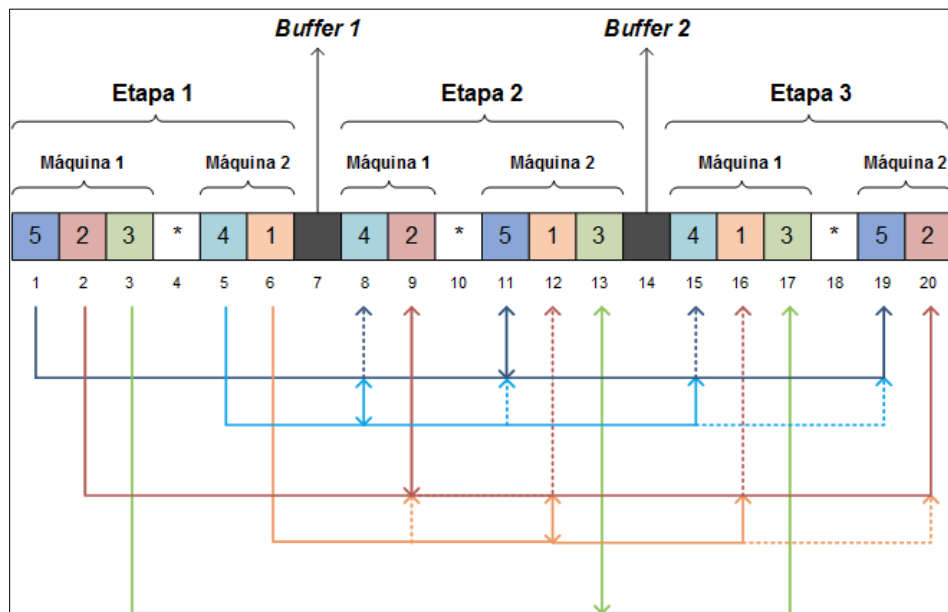 Buffer 1 Buffer 2
Etapa 1 Etapa 2 Etapa 3
Máquina 1 Máquina 2 Máquina 1 Máquina 2 Máquina 1 Máquina 2
5 2 3 * 4 1 4 2 * 5 1 3 4 1 3 * 5 2
1 2 3 4 5 6 7 8 9 10 11 12 13 14 15 16 17 18 19 20